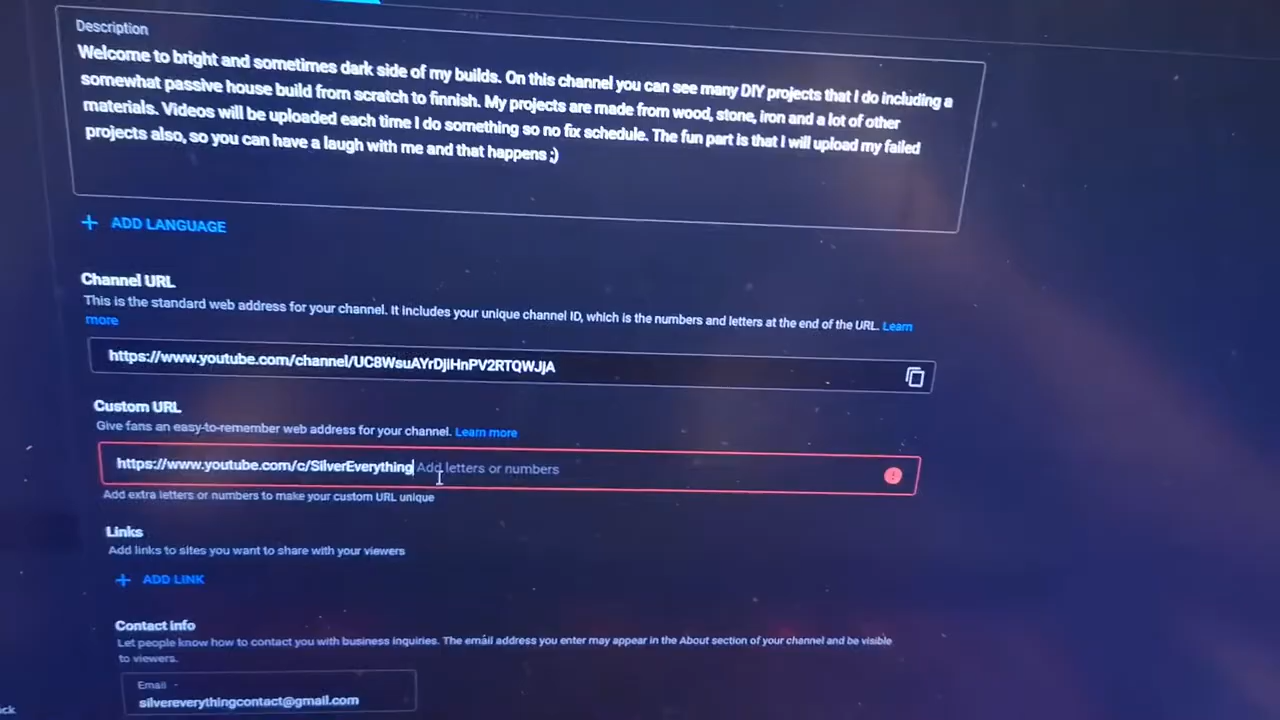 Description
Welcome to bright and sometimes dark side of my builds. On this channel you can see many DIY projects that I do including a
somewhat passive house build from scratch to finnish. My projects are made from wood, stone, iron and a lot of other
materials. Videos will be uploaded each time I do something so no fix schedule. The fun part is that I will upload my failed
projects also, so you can have a laugh with me and that happens ;)
+ ADD LANGUAGE
Channel URL
This is the standard web address for your channel. It includes your unique channel ID, which is the numbers and letters at the end of the URL. Learn
more
Custom URL
Give fans an easy-to-remember web address for your channel. Learn more
https://www.youtube.com/c/SilverEverything Add letters or numbers
Add extra letters or numbers to make your custom URL unique
Links
Add links to sites you want to share with your viewers
+ ADD LINK
Contact info
Let people know how to contact you with business inquiries. The email address you enter may appear in the About section of your channel and be visible
to viewers.
Email
silvereverythingcontact@gmail.com